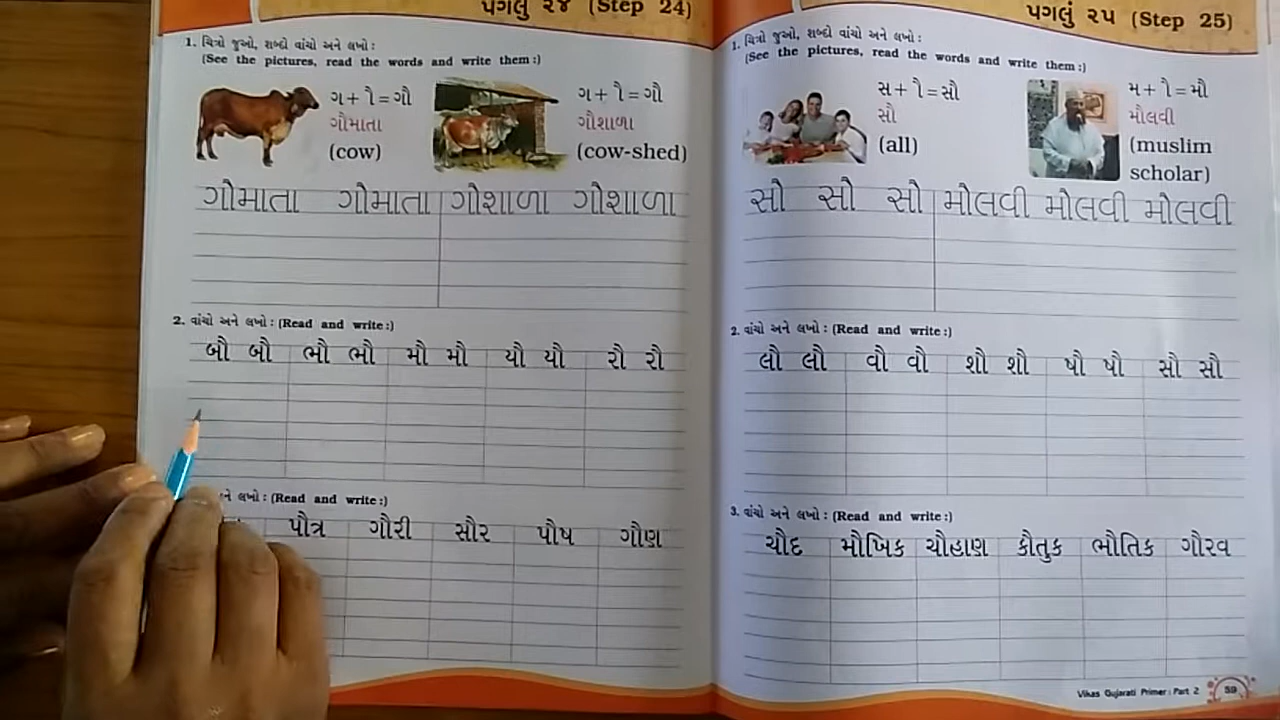 પગલું ૨૪ (Step 24)
1. ચિત્રો જુઓ, શબ્દો વાંચો અને લખો :
(See the pictures, read the words and write them :)
ગ + ૌ = ગૌ
ગૌમાતા
(cow)
ગ + ૌ = ગૌ
ગૌશાળા
(cow-shed)
ગૌમાતા ગૌમાતા ગૌશાળા ગૌશાળા
2. વાંચો અને લખો : (Read and write :)
બૌ બૌ ભૌ ભૌ મૌ મૌ યૌ યૌ રૌ રૌ
ને લખો : (Read and write :)
પૌત્ર ગૌરી સૌર પૌષ ગૌણ
પગલું ૨૫ (Step 25)
1. ચિત્રો જુઓ, શબ્દો વાંચો અને લખો :
(See the pictures, read the words and write them :)
સ + ૌ = સૌ
સૌ
(all)
મ + ૌ = મૌ
મૌલવી
(muslim
scholar)
સૌ સૌ સૌ મૌલવી મૌલવી મૌલવી
2. વાંચો અને લખો : (Read and write :)
લૌ લૌ વૌ વૌ શૌ શૌ ષૌ ષૌ સૌ સૌ
3. વાંચો અને લખો : (Read and write :)
ચૌદ મૌખિક ચૌહાણ કૌતુક ભૌતિક ગૌરવ
Vikas Gujarati Primer : Part 2 59